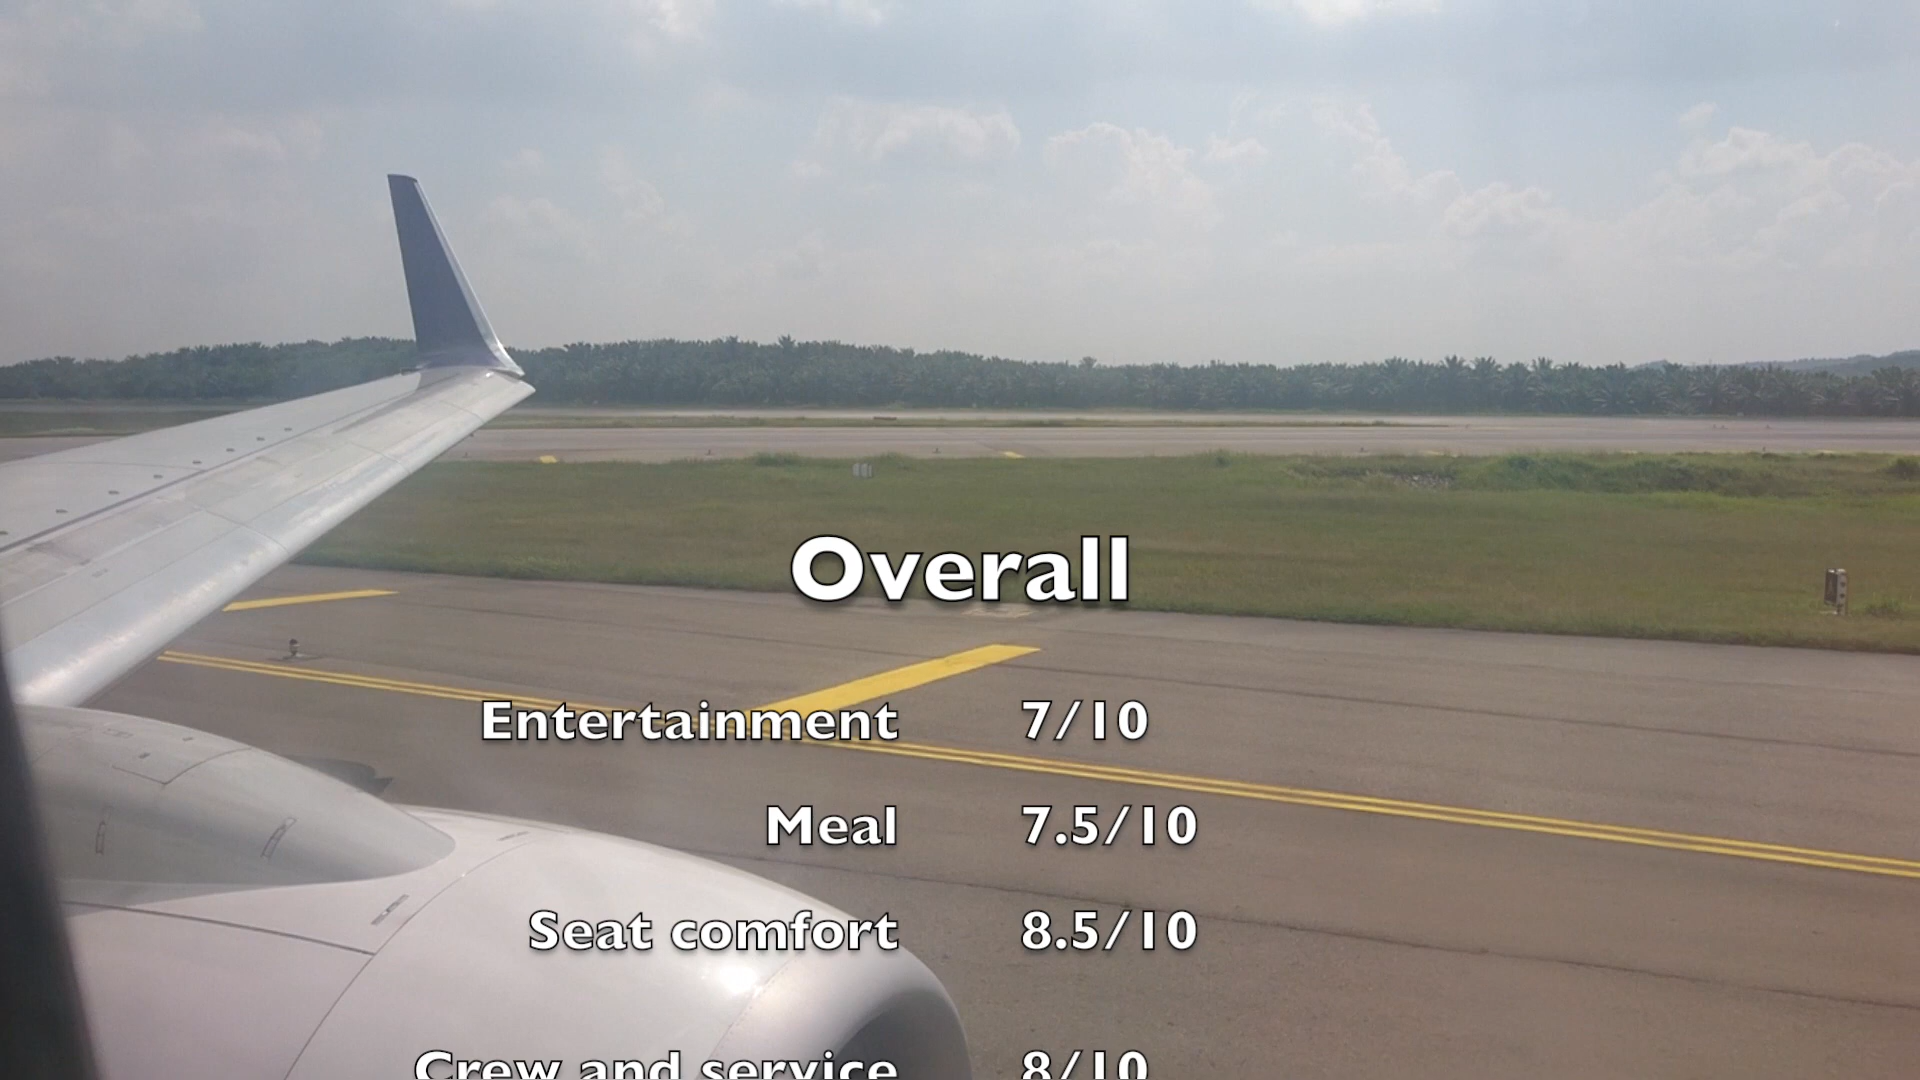 Overall
Entertainment 7/10
Meal 7.5/10
Seat comfort 8.5/10
Crew and service 8/10